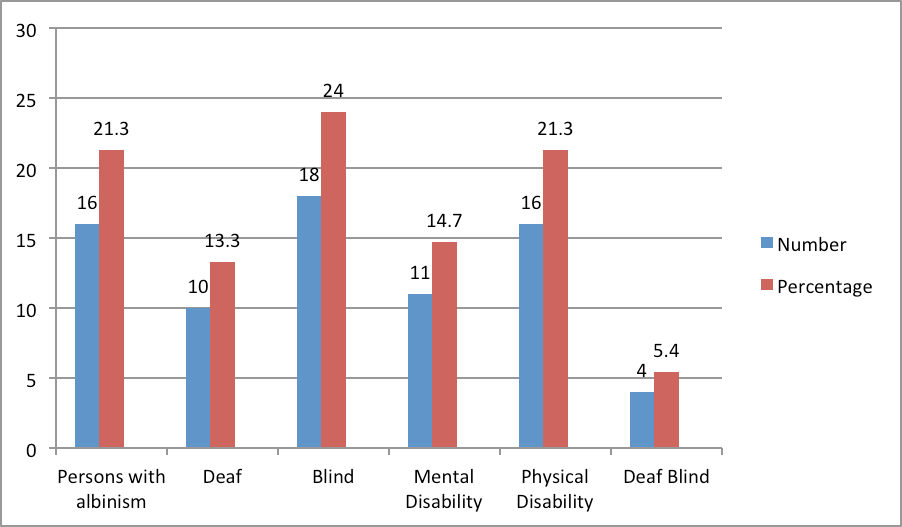 30
25
20
15
10
5
0
16
21.3
10
13.3
18
24
11
14.7
16
21.3
4
5.4
Persons with
albinism
Deaf
Blind
Mental
Disability
Physical
Disability
Deaf Blind
Number
Percentage